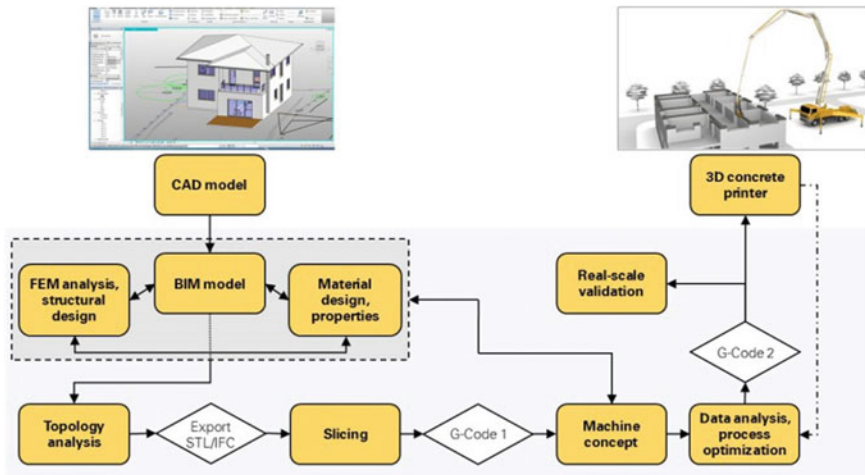 CAD model
3D concrete
printer
FEM analysis,
structural
design
BIM model
Material
design,
properties
Real-scale
validation
G-Code 2
Topology
analysis
Export
STL/IFC
Slicing
G-Code 1
Machine
concept
Data analysis,
process
optimization